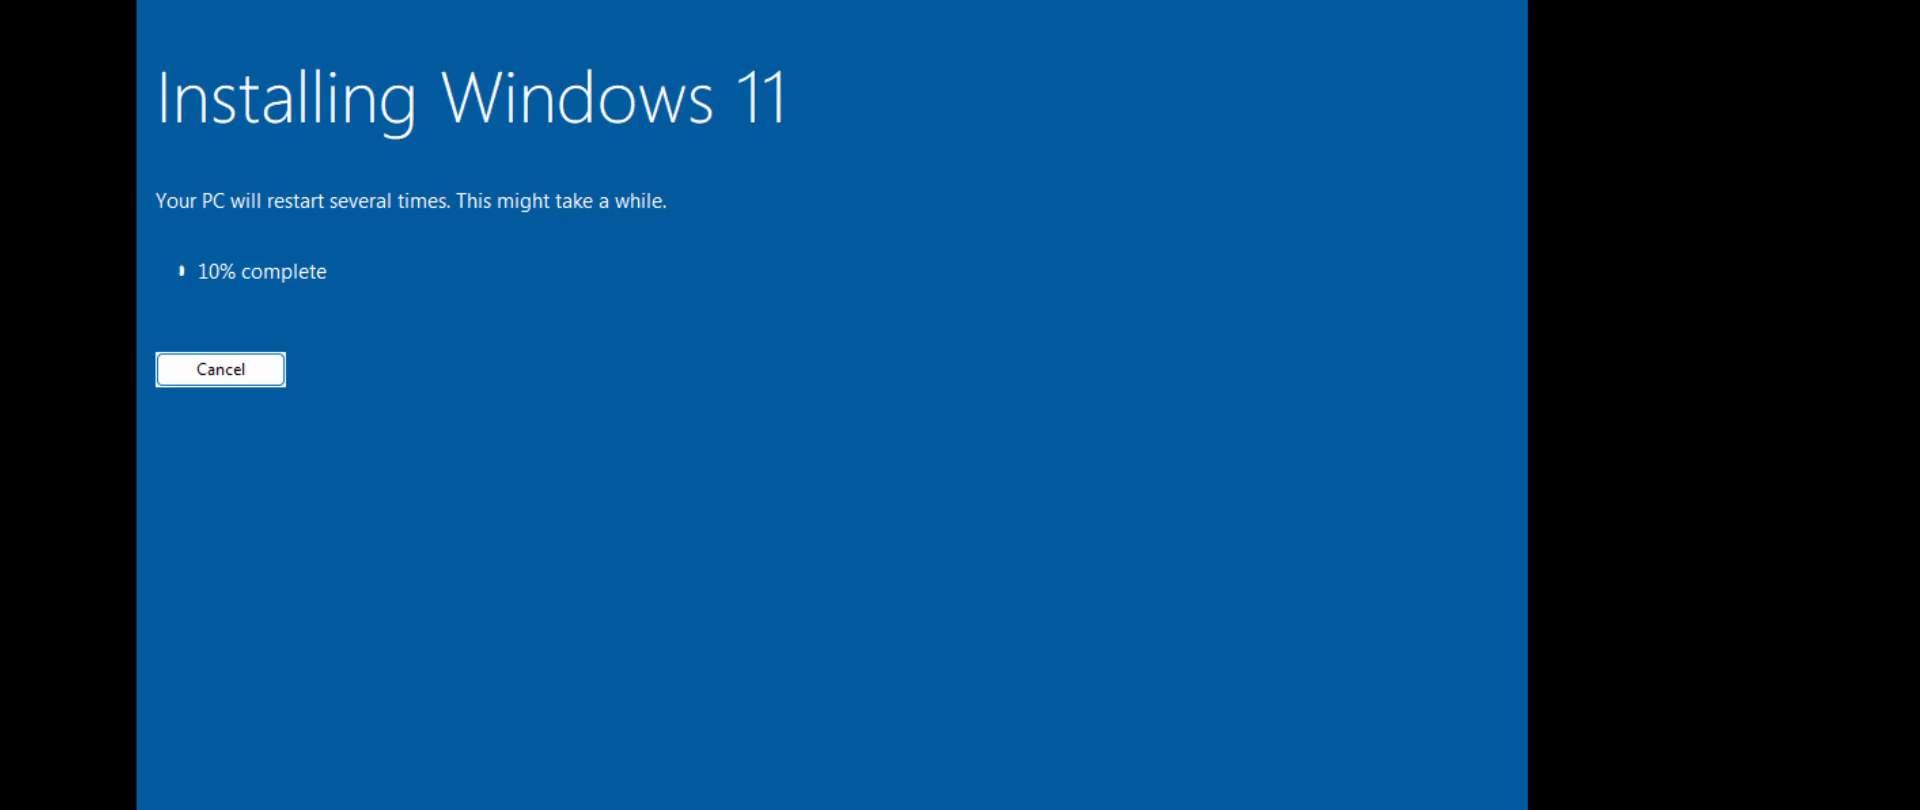 Installing Windows 11
Your PC will restart several times. This might take a while.
10% complete
Cancel